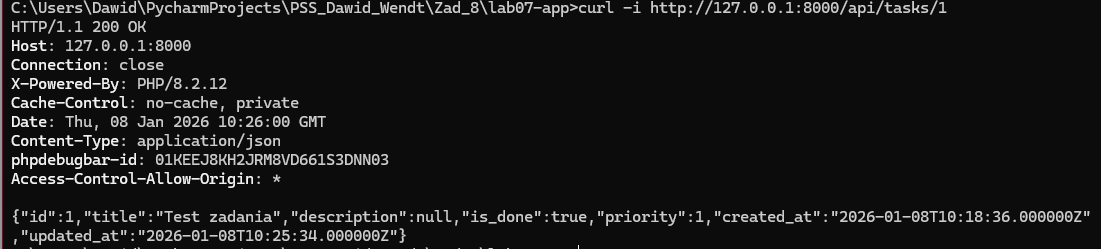 C:\Users\Dawid\PycharmProjects\PSS_Dawid_Wendt\Zad_8\lab07-app>curl -i http://127.0.0.1:8000/api/tasks/1
HTTP/1.1 200 OK
Host: 127.0.0.1:8000
Connection: close
X-Powered-By: PHP/8.2.12
Cache-Control: no-cache, private
Date: Thu, 08 Jan 2026 10:26:00 GMT
Content-Type: application/json
phpdebugbar-id: 01KEEJ8KH2JRM8VD661S3DNN03
Access-Control-Allow-Origin: *
{"id":1,"title":"Test zadania","description":null,"is_done":true,"priority":1,"created_at":"2026-01-08T10:18:36.000000Z"
,"updated_at":"2026-01-08T10:25:34.000000Z"}